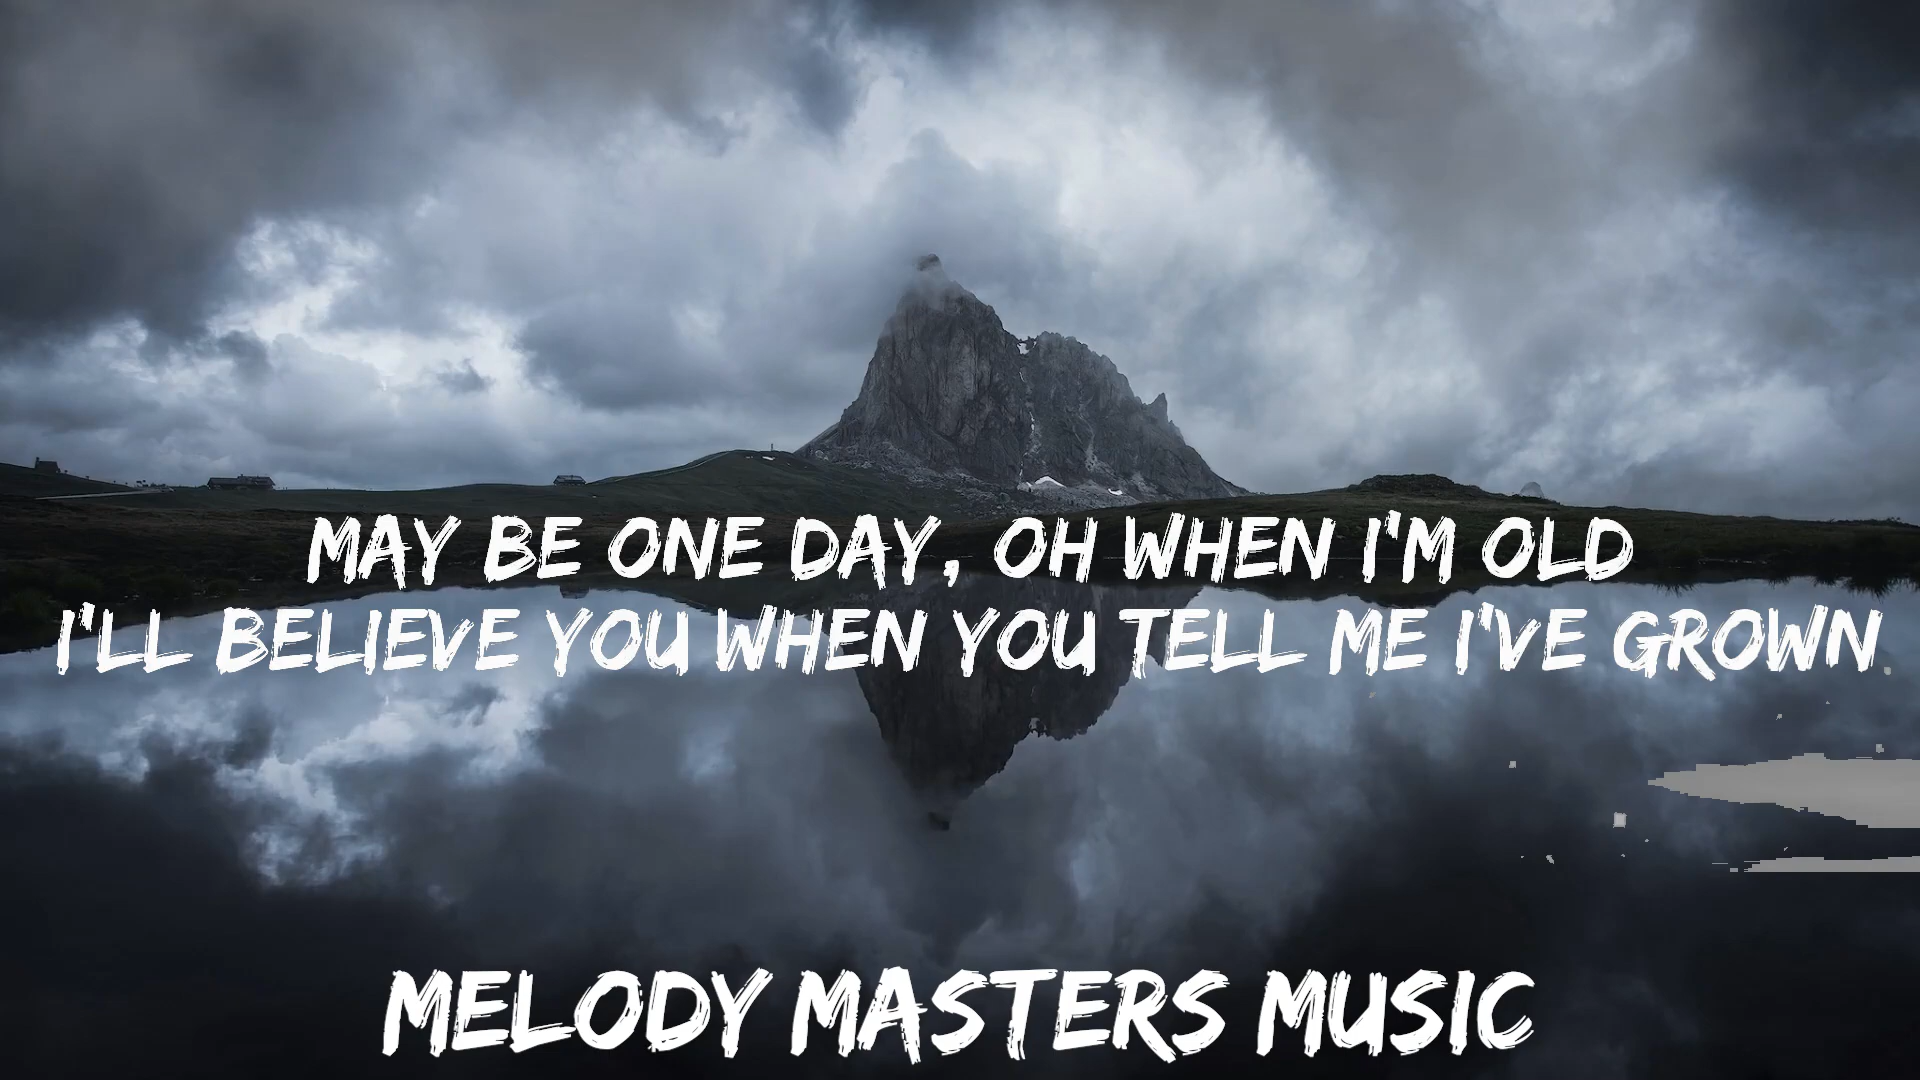 MAY BE ONE DAY, OH WHEN I'M OLD
I'LL BELIEVE YOU WHEN YOU TELL ME I'VE GROWN
MELODY MASTERS MUSIC